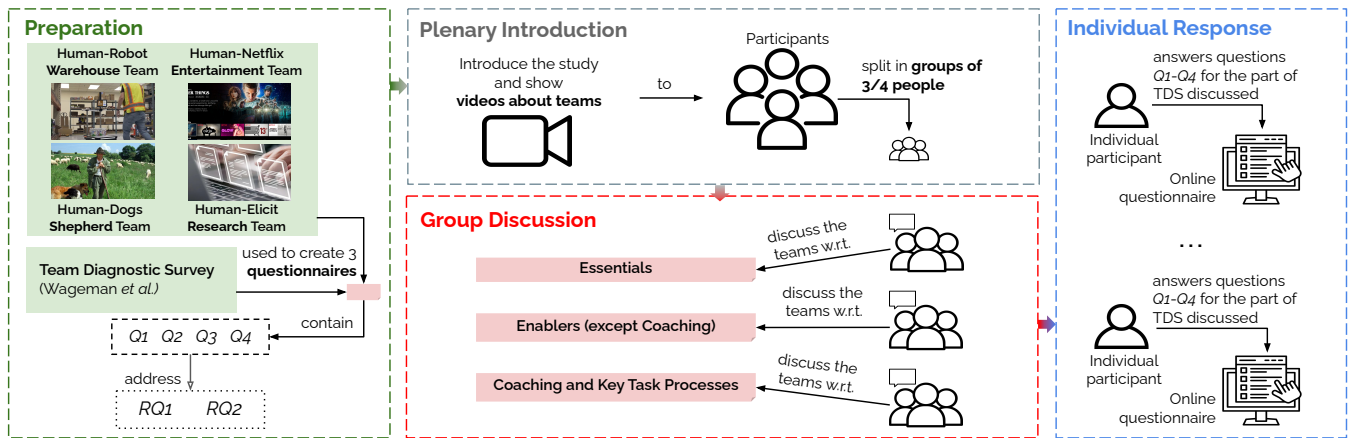 Preparation
Human-Robot
Warehouse Team
Human-Netflix
Entertainment Team
Human-Dogs
Shepherd Team
Human-Elicit
Research Team
used to create 3
questionnaires
Team Diagnostic Survey
(Wageman et al.)
contain
Q1 Q2 Q3 Q4
address
RQ1 RQ2
Plenary Introduction
Introduce the study
and show
videos about teams
to
Participants
split in groups of
3/4 people
Group Discussion
discuss the
teams w.r.t.
Essentials
discuss the
teams w.r.t.
Enablers (except Coaching)
discuss the
teams w.r.t.
Coaching and Key Task Processes
Individual Response
answers questions
Q1-Q4 for the part of
TDS discussed
Individual
participant
Online
questionnaire
...
answers questions
Q1-Q4 for the part of
TDS discussed
Individual
participant
Online
questionnaire